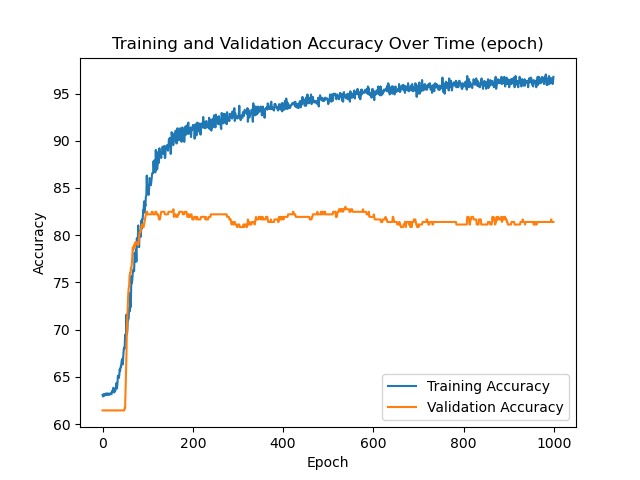 Training and Validation Accuracy Over Time (epoch)
95
90
85
80
75
70
65
60
Accuracy
0 200 400 600 800 1000
Epoch
Training Accuracy
Validation Accuracy